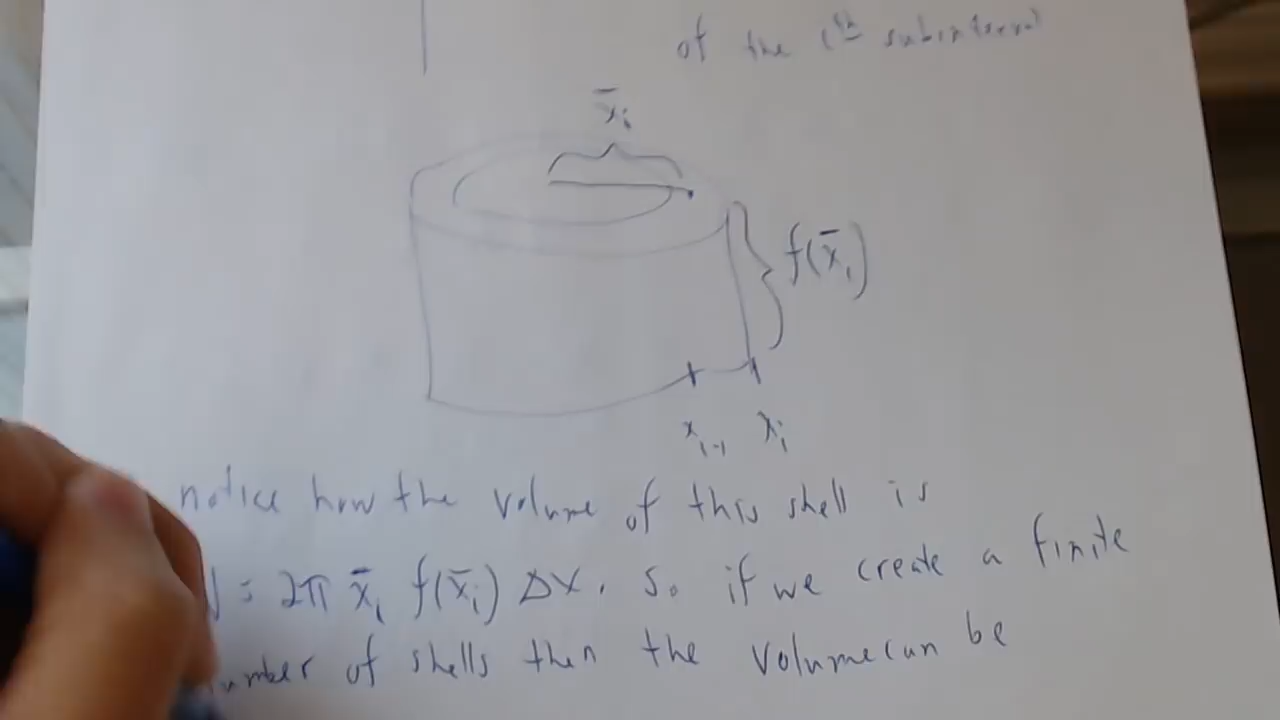 of the ith subinterval
x̄ᵢ
f(x̄ᵢ)
xᵢ₋₁ xᵢ
notice how the volume of this shell is
= 2π x̄ᵢ f(x̄ᵢ) Δx. So if we create a finite
umber of shells then the volume can be